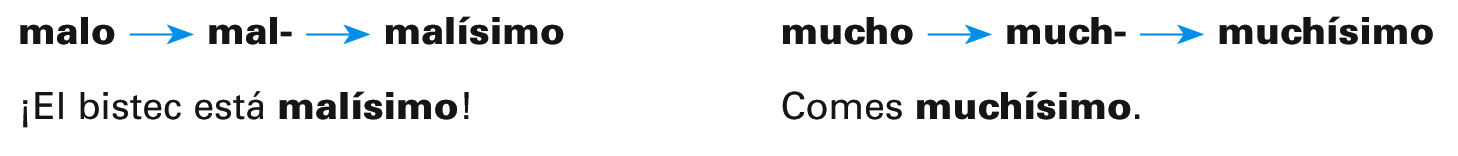 malo → mal- → malísimo mucho → much- → muchísimo
¡El bistec está malísimo! Comes muchísimo.